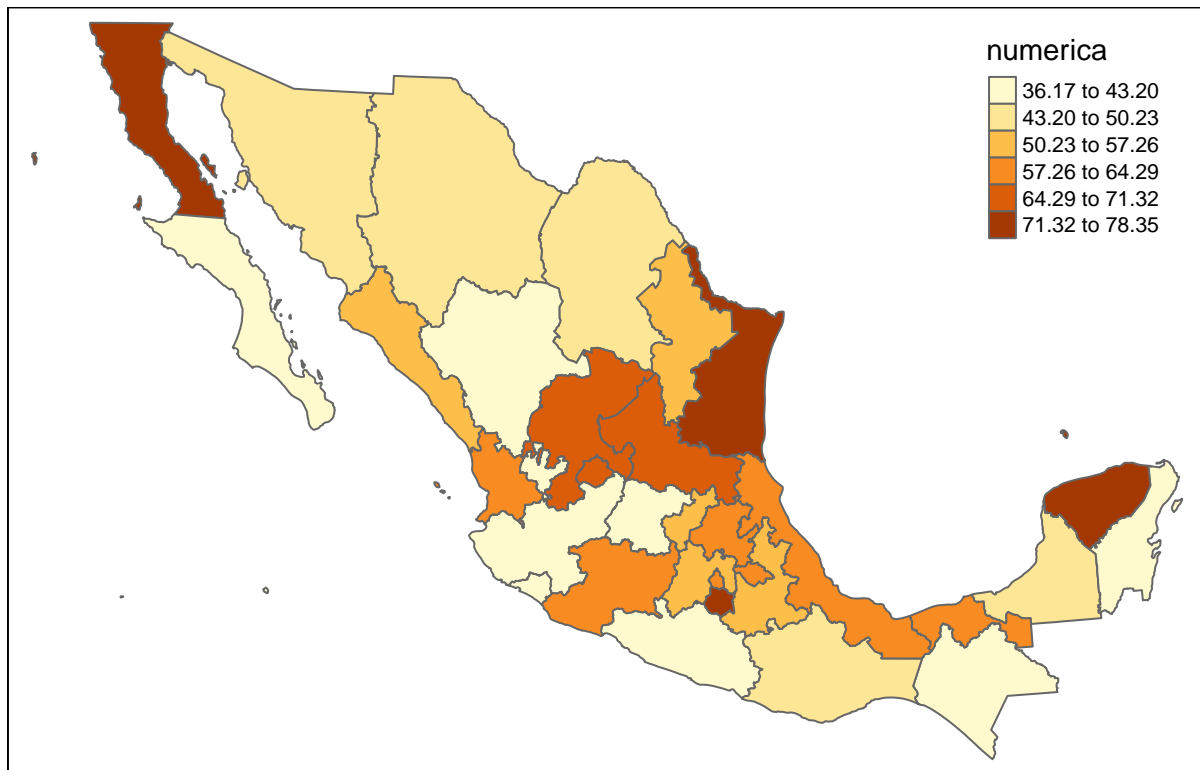 numerica
36.17 to 43.20
43.20 to 50.23
50.23 to 57.26
57.26 to 64.29
64.29 to 71.32
71.32 to 78.35